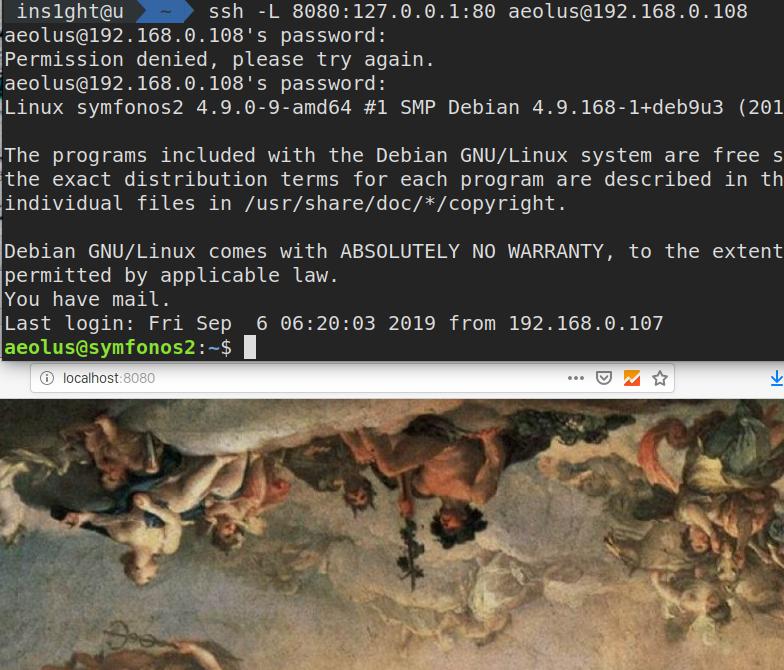 ins1ght@u ~ ssh -L 8080:127.0.0.1:80 aeolus@192.168.0.108
aeolus@192.168.0.108's password:
Permission denied, please try again.
aeolus@192.168.0.108's password:
Linux symfonos2 4.9.0-9-amd64 #1 SMP Debian 4.9.168-1+deb9u3 (201
The programs included with the Debian GNU/Linux system are free s
the exact distribution terms for each program are described in th
individual files in /usr/share/doc/*/copyright.
Debian GNU/Linux comes with ABSOLUTELY NO WARRANTY, to the extent
permitted by applicable law.
You have mail.
Last login: Fri Sep  6 06:20:03 2019 from 192.168.0.107
aeolus@symfonos2:~$
localhost:8080